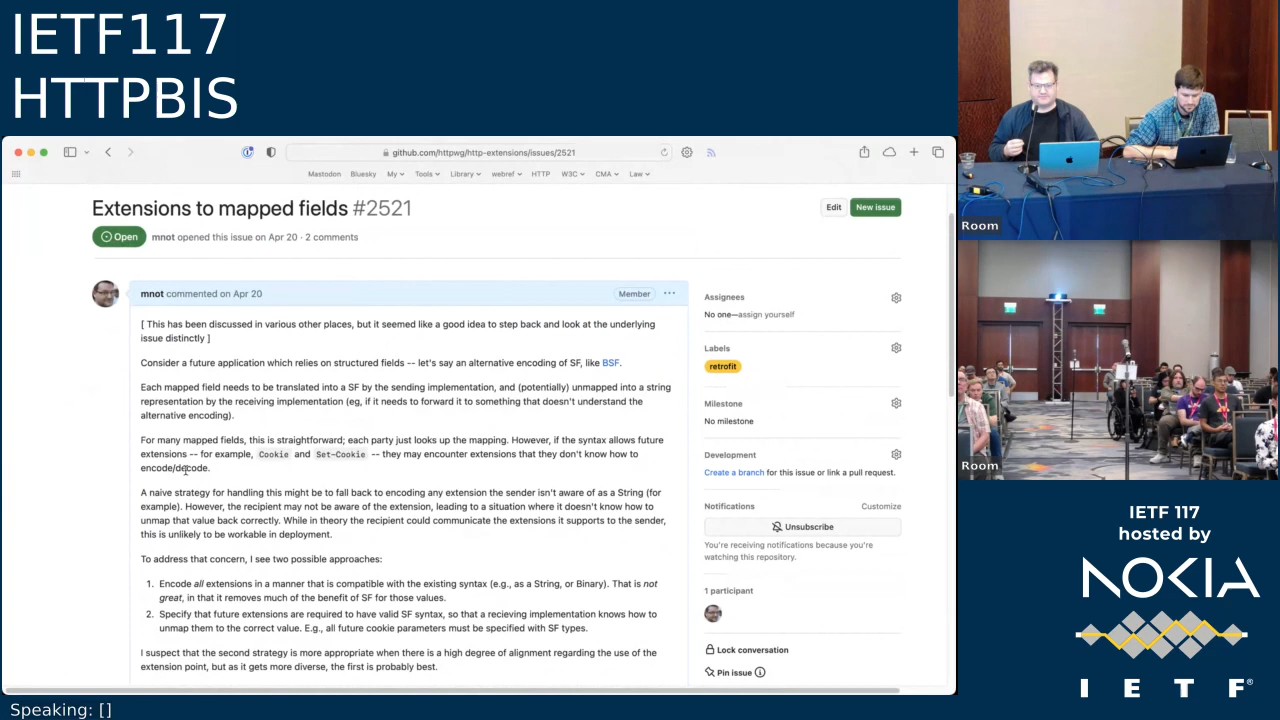 IETF117
HTTPBIS
github.com/httpwg/http-extensions/issues/2521
Mastodon Bluesky My Tools Library webref HTTP W3C CMA Law
Extensions to mapped fields #2521
Edit
New issue
Open
mnot opened this issue on Apr 20 · 2 comments
mnot commented on Apr 20
Member
[ This has been discussed in various other places, but it seemed like a good idea to step back and look at the underlying
issue distinctly ]
Consider a future application which relies on structured fields -- let's say an alternative encoding of SF, like BSF.
Each mapped field needs to be translated into a SF by the sending implementation, and (potentially) unmapped into a string
representation by the receiving implementation (eg, if it needs to forward it to something that doesn't understand the
alternative encoding).
For many mapped fields, this is straightforward; each party just looks up the mapping. However, if the syntax allows future
extensions -- for example, Cookie and Set-Cookie -- they may encounter extensions that they don't know how to
encode/decode.
A naive strategy for handling this might be to fall back to encoding any extension the sender isn't aware of as a String (for
example). However, the recipient may not be aware of the extension, leading to a situation where it doesn't know how to
unmap that value back correctly. While in theory the recipient could communicate the extensions it supports to the sender,
this is unlikely to be workable in deployment.
To address that concern, I see two possible approaches:
1. Encode all extensions in a manner that is compatible with the existing syntax (e.g., as a String, or Binary). That is not
great, in that it removes much of the benefit of SF for those values.
2. Specify that future extensions are required to have valid SF syntax, so that a recieving implementation knows how to
unmap them to the correct value. E.g., all future cookie parameters must be specified with SF types.
I suspect that the second strategy is more appropriate when there is a high degree of alignment regarding the use of the
extension point, but as it gets more diverse, the first is probably best.
Assignees
No one—assign yourself
Labels
retrofit
Milestone
No milestone
Development
Create a branch for this issue or link a pull request.
Notifications
Customize
Unsubscribe
You're receiving notifications because you're
watching this repository.
1 participant
Lock conversation
Pin issue
Room
Room
IETF 117
hosted by
NOKIA
I E T F®
Speaking: []